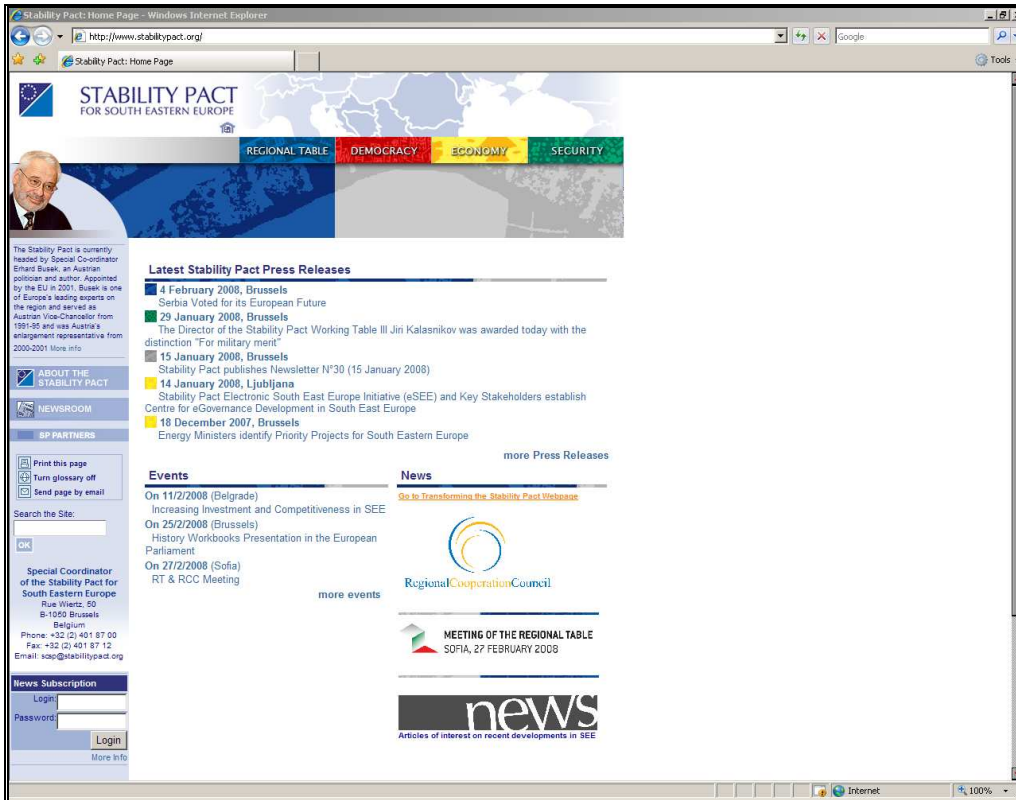 Stability Pact: Home Page - Windows Internet Explorer
http://www.stabilitypact.org/
Google
Stability Pact: Home Page
Tools
STABILITY PACT
FOR SOUTH EASTERN EUROPE
REGIONAL TABLE
DEMOCRACY
ECONOMY
SECURITY
The Stability Pact is currently
headed by Special Co-ordinator
Erhard Busek, an Austrian
politician and author. Appointed
by the EU in 2001, Busek is one
of Europe's leading experts on
the region and served as
Austrian Vice-Chancellor from
1991-95 and was Austria's
enlargement representative from
2000-2001 More info
ABOUT THE
STABILITY PACT
NEWSROOM
SP PARTNERS
Print this page
Turn glossary off
Send page by email
Search the Site:
OK
Special Coordinator
of the Stability Pact for
South Eastern Europe
Rue Wiertz, 50
B-1050 Brussels
Belgium
Phone: +32 (2) 401 87 00
Fax: +32 (2) 401 87 12
Email: scsp@stabilitypact.org
News Subscription
Login:
Password:
Login
More Info
Latest Stability Pact Press Releases
4 February 2008, Brussels
Serbia Voted for its European Future
29 January 2008, Brussels
The Director of the Stability Pact Working Table III Jiri Kalasnikov was awarded today with the
distinction "For military merit"
15 January 2008, Brussels
Stability Pact publishes Newsletter N°30 (15 January 2008)
14 January 2008, Ljubljana
Stability Pact Electronic South East Europe Initiative (eSEE) and Key Stakeholders establish
Centre for eGovernance Development in South East Europe
18 December 2007, Brussels
Energy Ministers identify Priority Projects for South Eastern Europe
more Press Releases
Events
On 11/2/2008 (Belgrade)
Increasing Investment and Competitiveness in SEE
On 25/2/2008 (Brussels)
History Workbooks Presentation in the European
Parliament
On 27/2/2008 (Sofia)
RT & RCC Meeting
more events
News
Go to Transforming the Stability Pact Webpage
RegionalCooperationCouncil
MEETING OF THE REGIONAL TABLE
SOFIA, 27 FEBRUARY 2008
news
Articles of interest on recent developments in SEE
Internet
100%